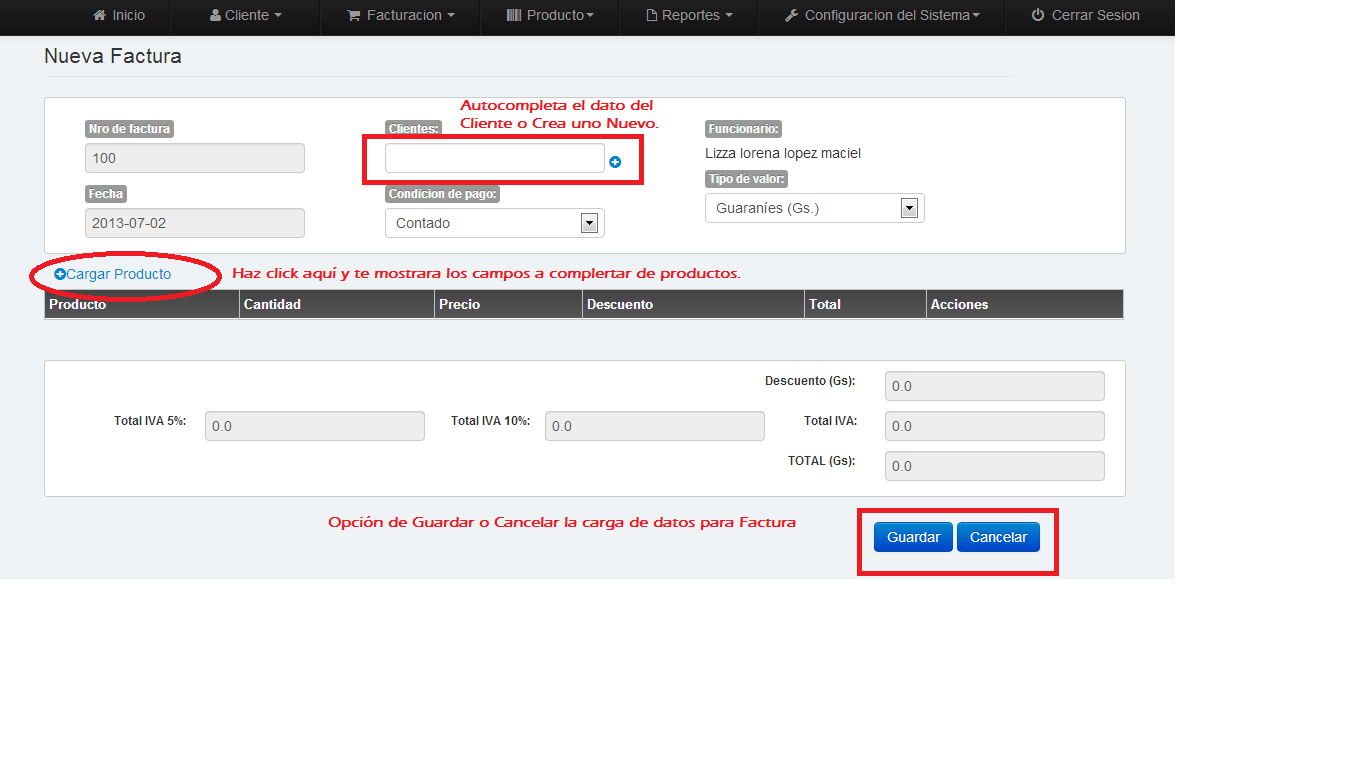 Inicio Cliente Facturacion Producto Reportes Configuracion del Sistema Cerrar Sesion
Nueva Factura
Autocompleta el dato del
Cliente o Crea uno Nuevo.
Nro de factura Clientes: Funcionario:
100 Lizza lorena lopez maciel
Fecha Condicion de pago: Tipo de valor:
2013-07-02 Contado Guaraníes (Gs.)
Cargar Producto Haz click aquí y te mostrara los campos a complertar de productos.
Producto Cantidad Precio Descuento Total Acciones
Descuento (Gs): 0.0
Total IVA 5%: 0.0 Total IVA 10%: 0.0 Total IVA: 0.0
TOTAL (Gs): 0.0
Opción de Guardar o Cancelar la carga de datos para Factura
Guardar Cancelar